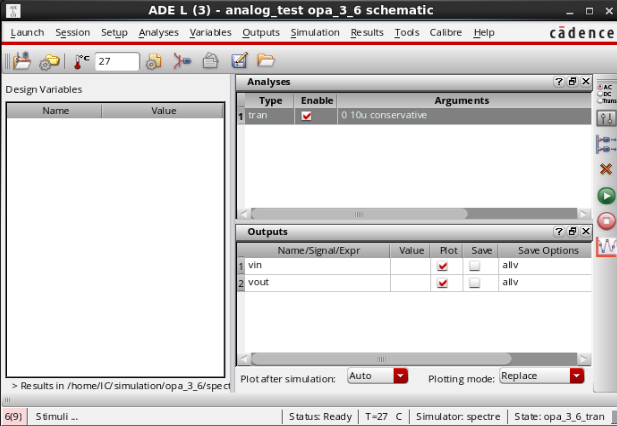 ADE L (3) - analog_test opa_3_6 schematic
Launch Session Setup Analyses Variables Outputs Simulation Results Tools Calibre Help cādence
°C 27
Design Variables
Name Value
> Results in /home/IC/simulation/opa_3_6/spect
Analyses
Type Enable Arguments
1 tran 0 10u conservative
Outputs
Name/Signal/Expr Value Plot Save Save Options
1 vin allv
2 vout allv
Plot after simulation: Auto Plotting mode: Replace
AC
DC
Trans
6(9) Stimuli ... Status: Ready T=27 C Simulator: spectre State: opa_3_6_tran